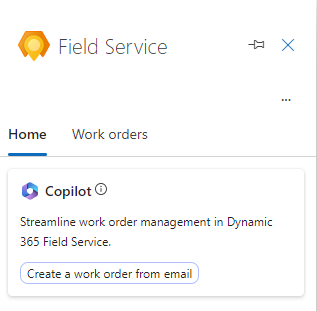 Field Service
...
Home Work orders
Copilot
Streamline work order management in Dynamic
365 Field Service.
Create a work order from email